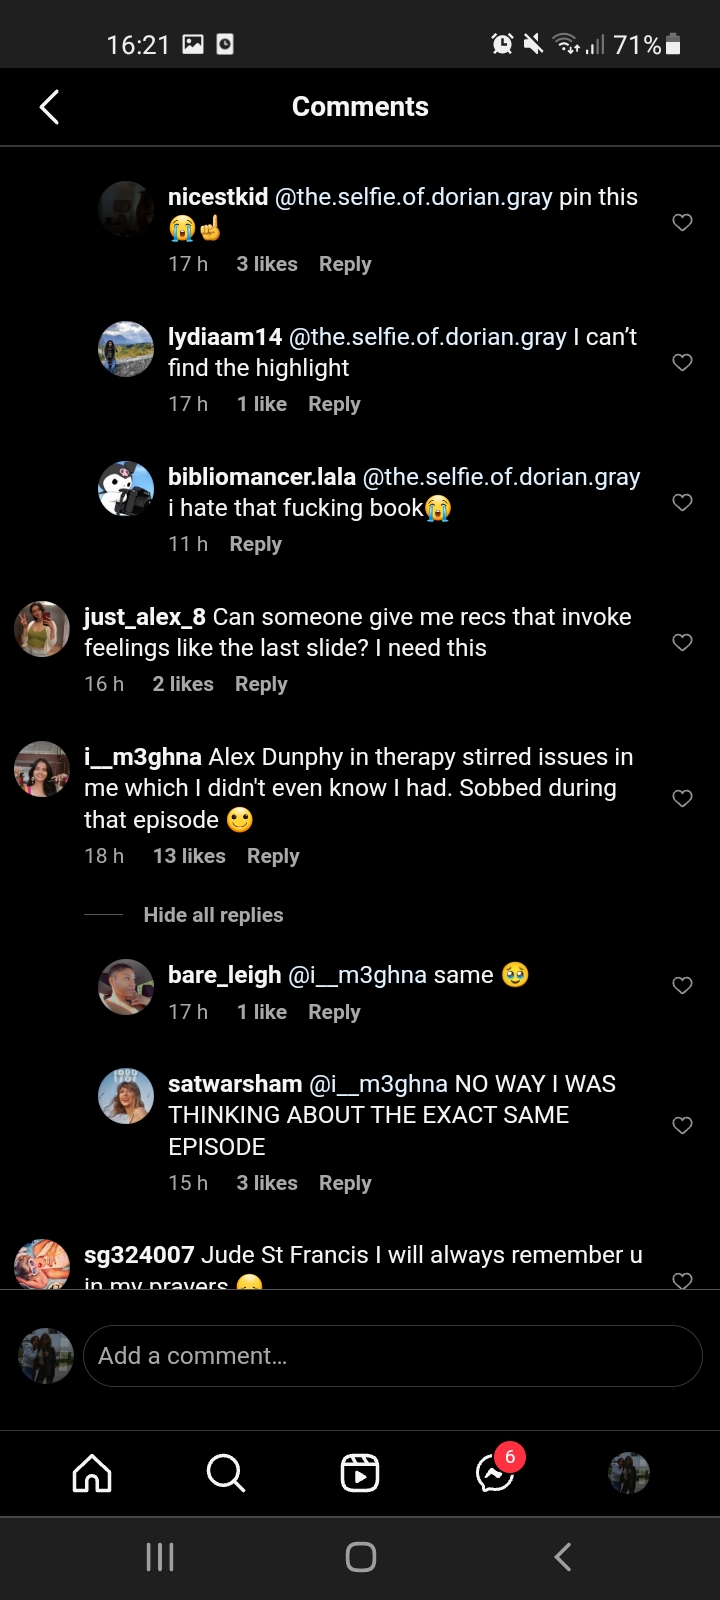 16:21
71%
Comments
nicestkid @the.selfie.of.dorian.gray pin this
😭☝️
17 h 3 likes Reply
lydiaam14 @the.selfie.of.dorian.gray I can't
find the highlight
17 h 1 like Reply
bibliomancer.lala @the.selfie.of.dorian.gray
i hate that fucking book😭
11 h Reply
just_alex_8 Can someone give me recs that invoke
feelings like the last slide? I need this
16 h 2 likes Reply
i__m3ghna Alex Dunphy in therapy stirred issues in
me which I didn't even know I had. Sobbed during
that episode 🙂
18 h 13 likes Reply
Hide all replies
bare_leigh @i__m3ghna same 🥹
17 h 1 like Reply
1989
satwarsham @i__m3ghna NO WAY I WAS
THINKING ABOUT THE EXACT SAME
EPISODE
15 h 3 likes Reply
sg324007 Jude St Francis I will always remember u
in my prayers 😞
Add a comment…
6